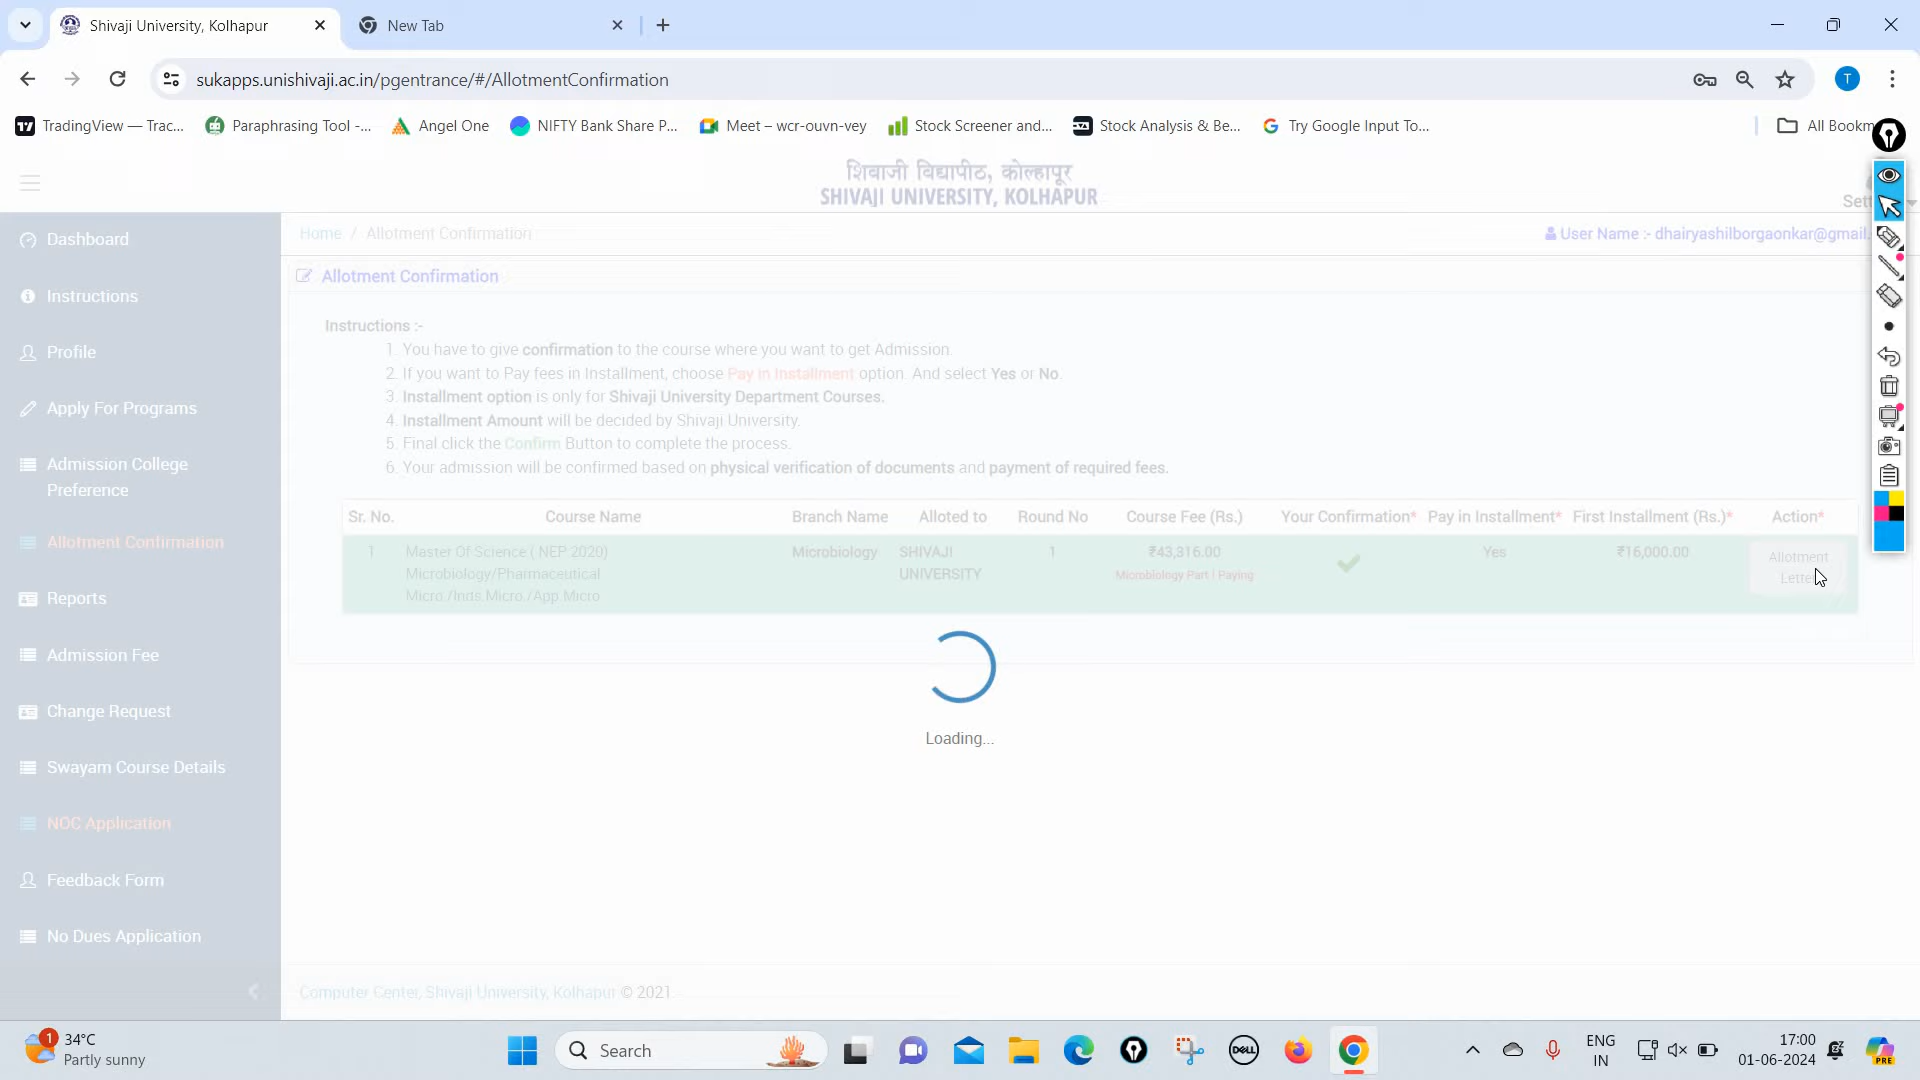 Shivaji University, Kolhapur
New Tab
sukapps.unishivaji.ac.in/pgentrance/#/AllotmentConfirmation
T
TradingView — Trac...
Paraphrasing Tool -...
Angel One
NIFTY Bank Share P...
Meet – wcr-ouvn-vey
Stock Screener and...
Stock Analysis & Be...
Try Google Input To...
All Bookm
शिवाजी विद्यापीठ, कोल्हापूर
SHIVAJI UNIVERSITY, KOLHAPUR
Sett
Dashboard
Instructions
Profile
Apply For Programs
Admission College
Preference
Allotment Confirmation
Reports
Admission Fee
Change Request
Swayam Course Details
NOC Application
Feedback Form
No Dues Application
Home / Allotment Confirmation
User Name :- dhairyashilborgaonkar@gmail.
Allotment Confirmation
Instructions :-
1. You have to give confirmation to the course where you want to get Admission.
2. If you want to Pay fees in Installment, choose Pay in Installment option. And select Yes or No.
3. Installment option is only for Shivaji University Department Courses.
4. Installment Amount will be decided by Shivaji University.
5. Final click the Confirm Button to complete the process.
6. Your admission will be confirmed based on physical verification of documents and payment of required fees.
Sr. No. Course Name Branch Name Alloted to Round No Course Fee (Rs.) Your Confirmation* Pay in Installment* First Installment (Rs.)* Action*
1 Master Of Science ( NEP 2020) Microbiology SHIVAJI 1 ₹43,316.00 Yes ₹16,000.00 Allotment
Microbiology/Pharmaceutical UNIVERSITY Microbiology Part I Paying Letter
Micro./Inds.Micro./App.Micro
Loading...
Computer Center, Shivaji University, Kolhapur © 2021
1
34°C
Partly sunny
Search
DELL
ENG
IN
17:00
01-06-2024
PRE